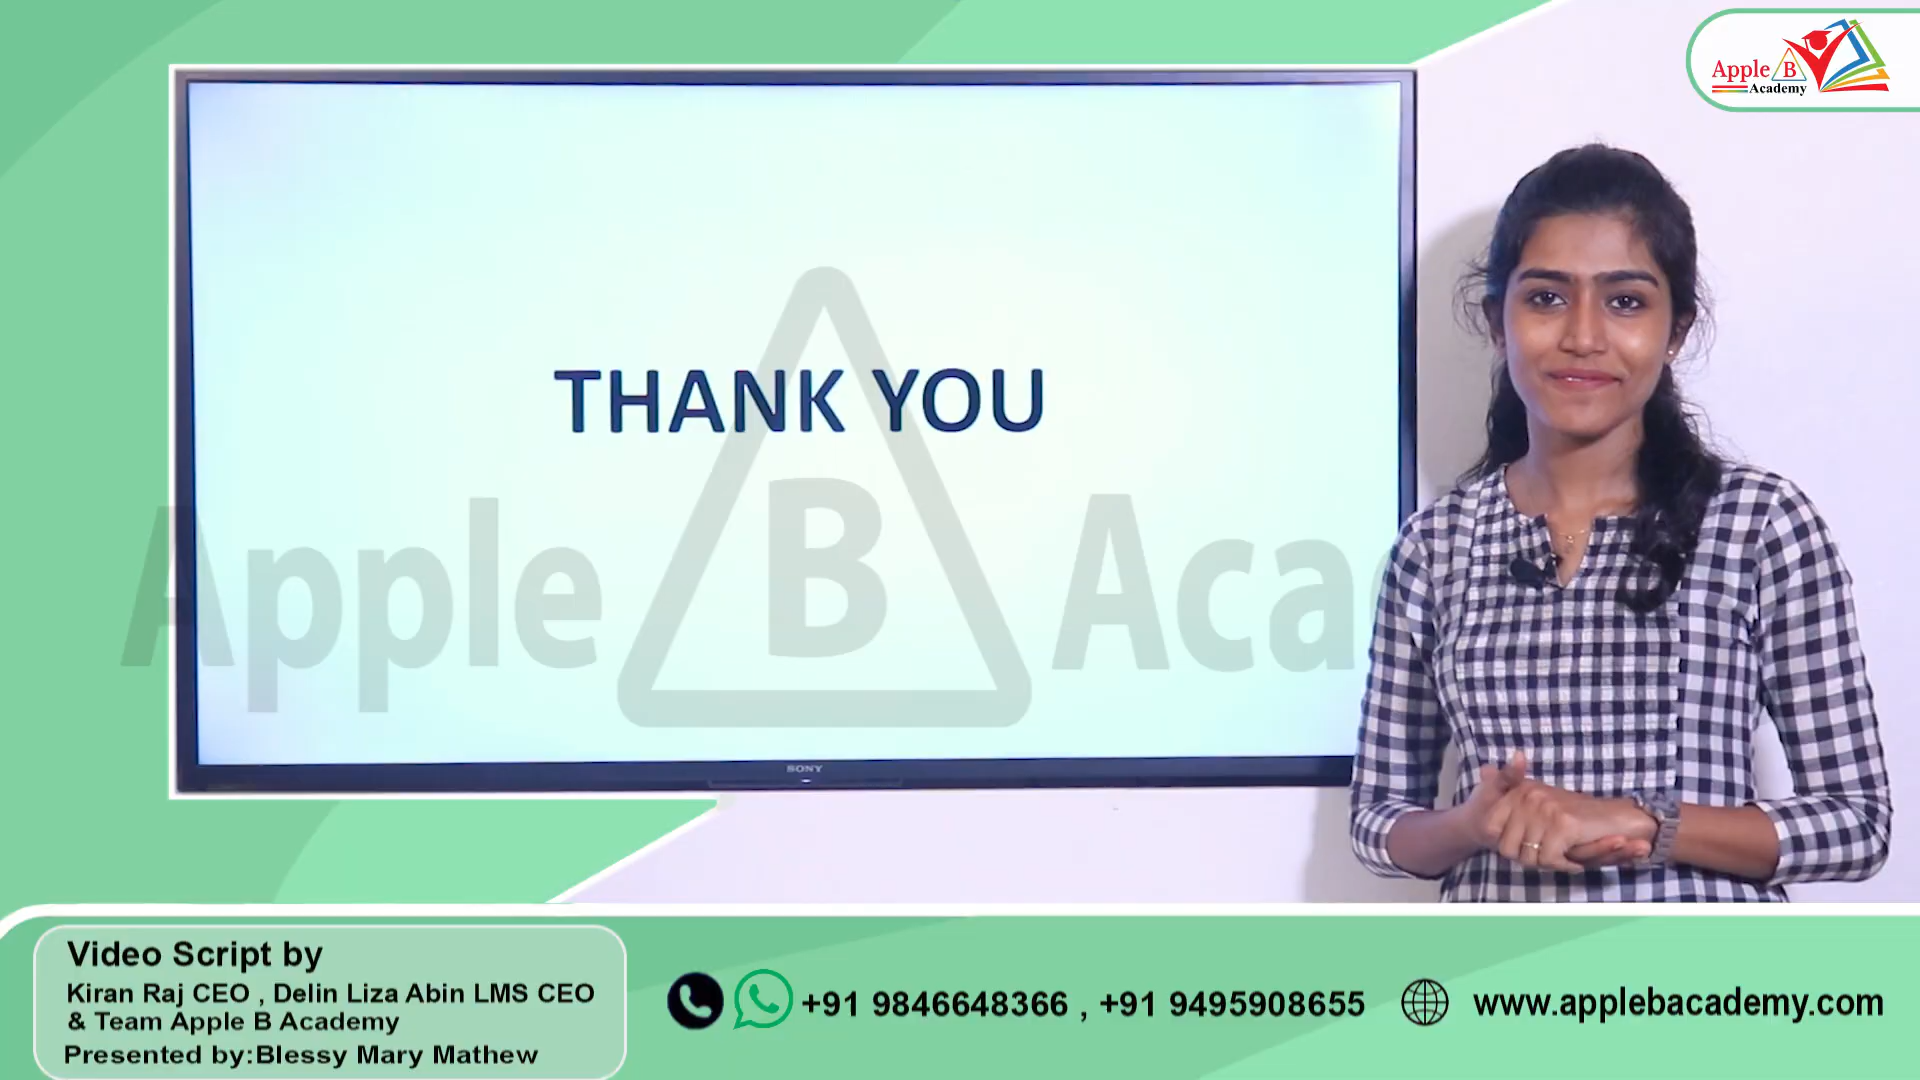 Apple B
Academy
THANK YOU
Apple B Aca
SONY
Video Script by
Kiran Raj CEO , Delin Liza Abin LMS CEO
& Team Apple B Academy
Presented by:Blessy Mary Mathew
+91 9846648366 , +91 9495908655
www.applebacademy.com